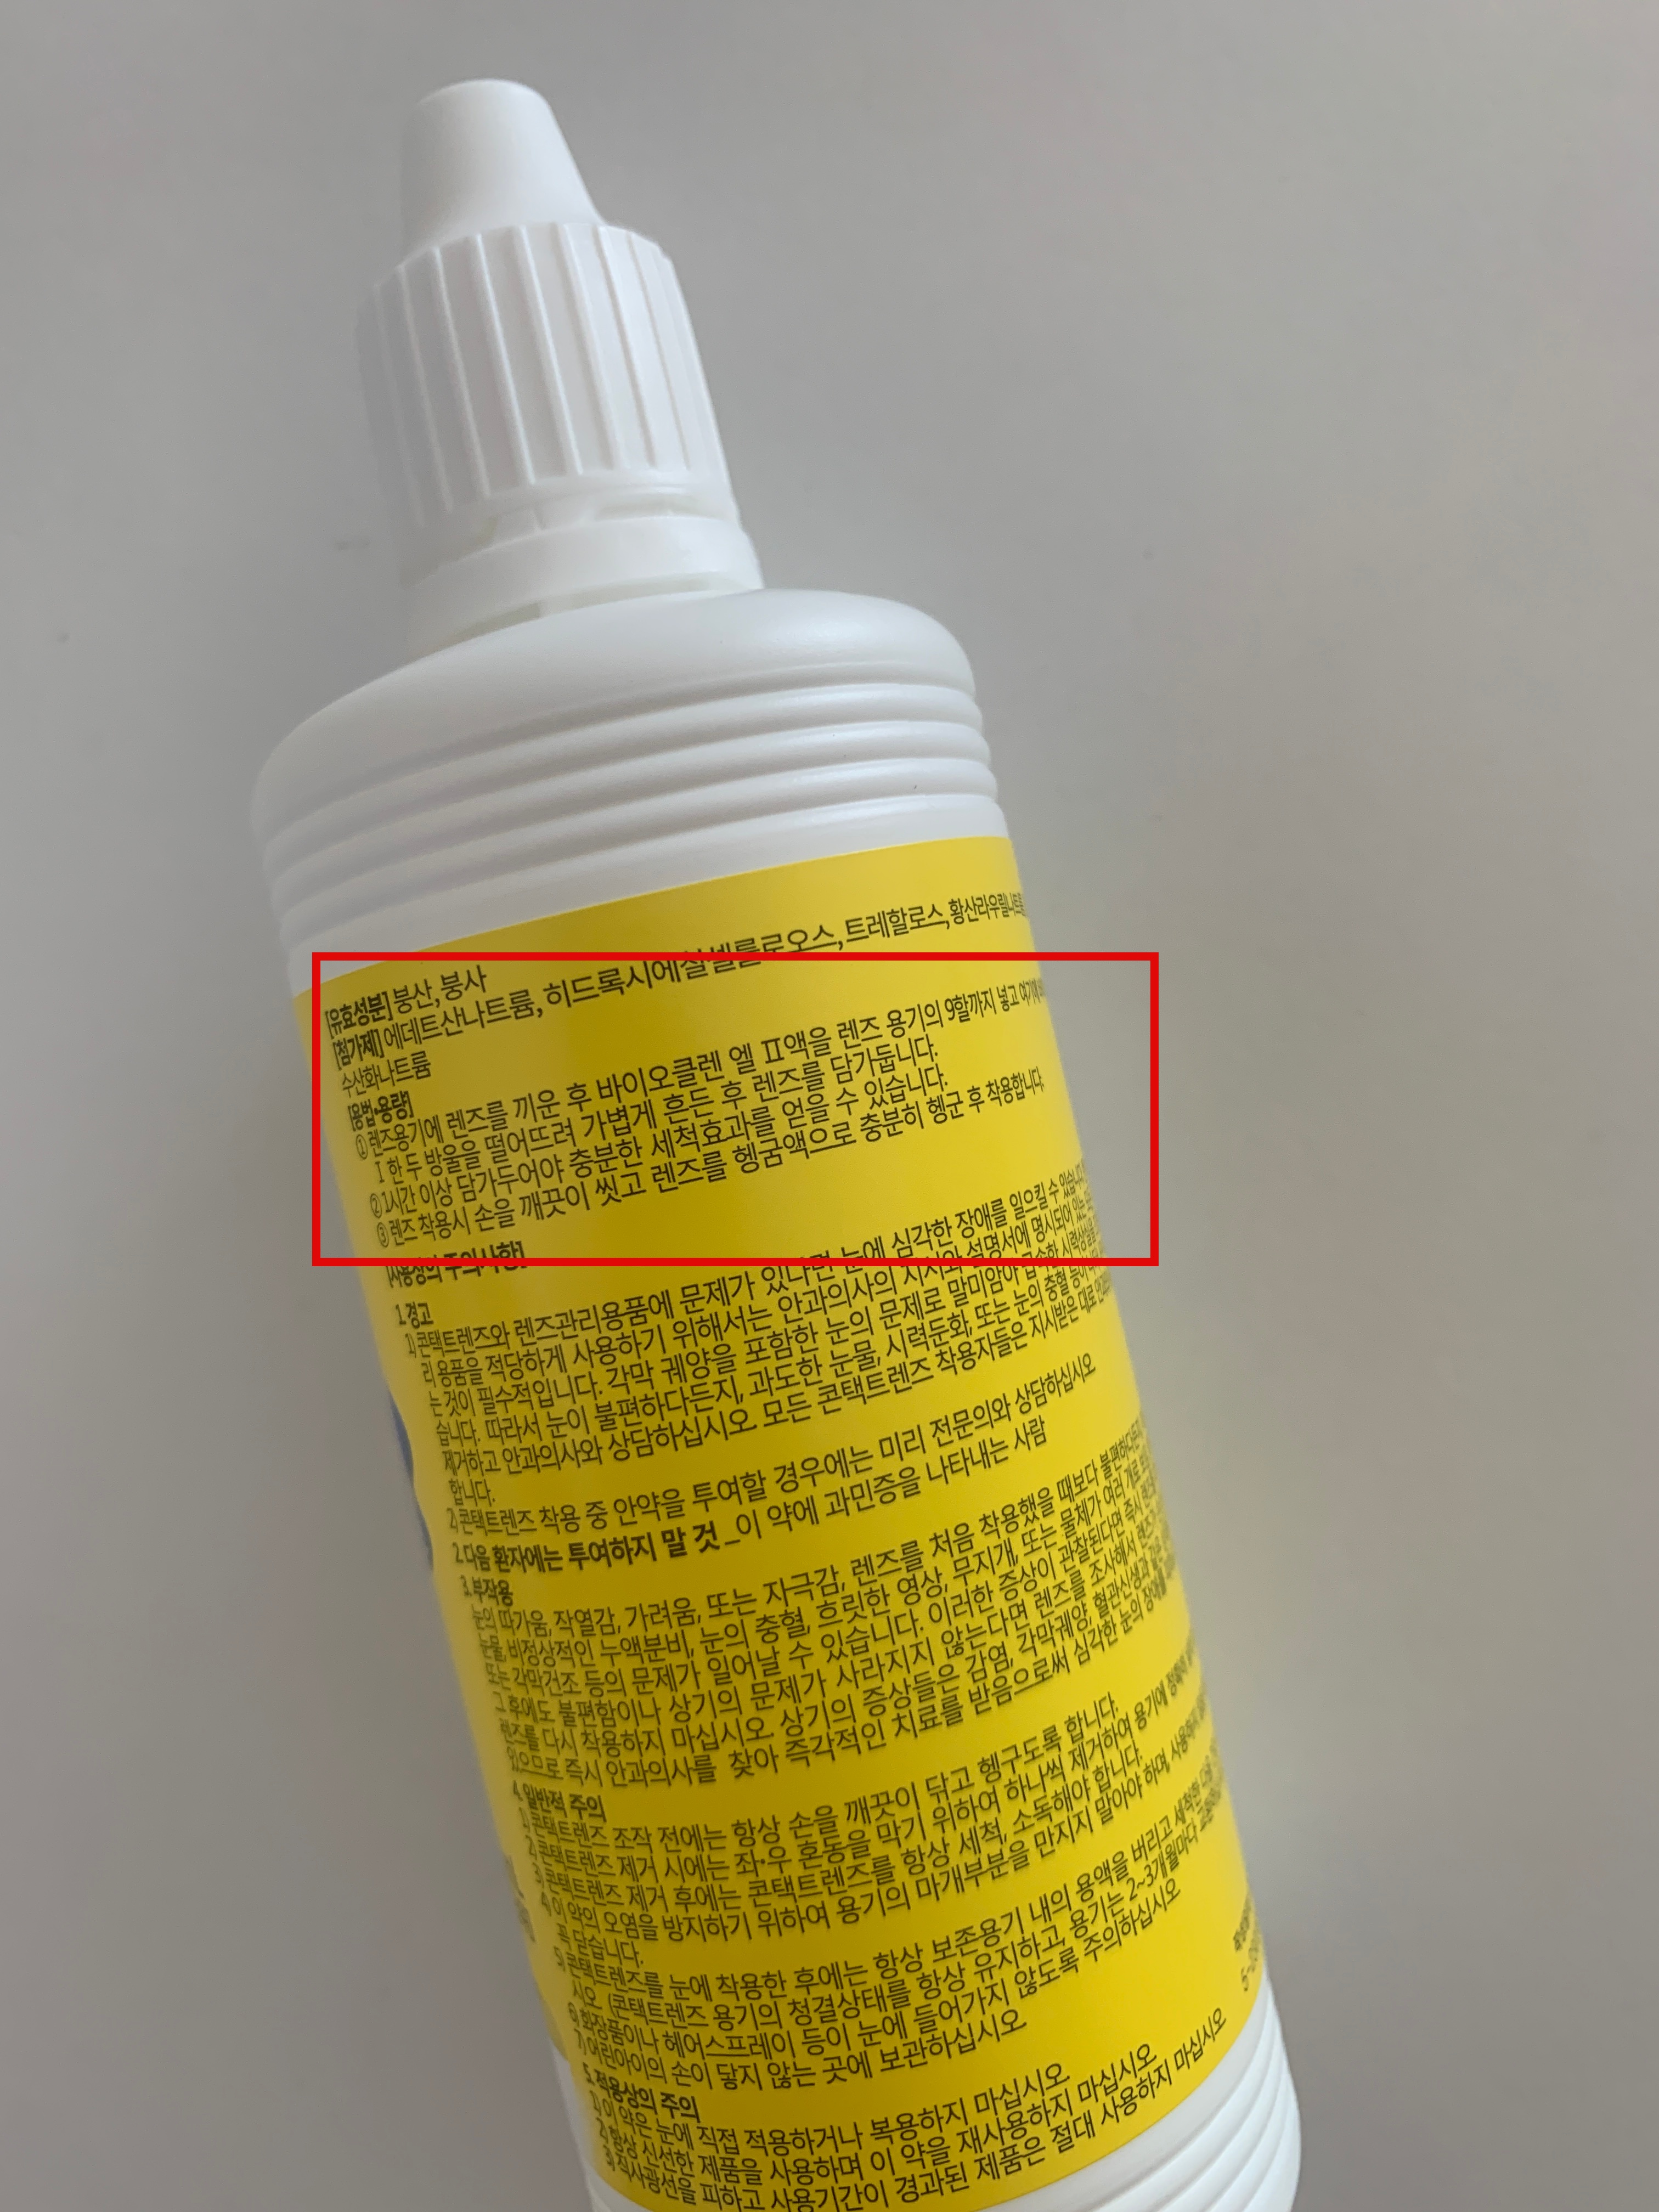 [유효성분] 붕산, 붕사
[첨가제] 에데트산나트륨, 히드록시에칠셀룰로오스, 트레할로스, 황산라우릴나트륨
수산화나트륨
[용법•용량]
① 렌즈용기에 렌즈를 끼운 후 바이오클렌 엘 Ⅱ액을 렌즈 용기의 9할까지 넣고 여기에
Ⅰ 한 두 방울을 떨어뜨려 가볍게 흔든 후 렌즈를 담가둡니다.
② 1시간 이상 담가두어야 충분한 세척효과를 얻을 수 있습니다.
③ 렌즈 착용시 손을 깨끗이 씻고 렌즈를 헹굼액으로 충분히 헹군 후 착용합니다.
[사용상의 주의사항]
1. 경고
1) 콘택트렌즈와 렌즈관리용품에 문제가 있다면 눈에 심각한 장애를 일으킬 수 있습니다.
리 용품을 적당하게 사용하기 위해서는 안과의사의 지시와 설명서에 명시되어 있는
는 것이 필수적입니다. 각막 궤양을 포함한 눈의 문제로 말미암아 급속한 시력상실을
습니다. 따라서 눈이 불편하다든지, 과도한 눈물, 시력둔화, 또는 눈의 충혈 등이
제거하고 안과의사와 상담하십시오. 모든 콘택트렌즈 착용자들은 지시받은 대로
합니다.
2) 콘택트렌즈 착용 중 안약을 투여할 경우에는 미리 전문의와 상담하십시오.
2. 다음 환자에는 투여하지 말 것 _ 이 약에 과민증을 나타내는 사람
3. 부작용
눈의 따가움, 작열감, 가려움, 또는 자극감, 렌즈를 처음 착용했을 때보다 불편하다든지,
눈물, 비정상적인 누액분비, 눈의 충혈, 흐릿한 영상, 무지개, 또는 물체가 여러 개로
또는 각막건조 등의 문제가 일어날 수 있습니다. 이러한 증상이 관찰된다면 즉시
그 후에도 불편함이나 상기의 문제가 사라지지 않는다면 렌즈를 조사해서
렌즈를 다시 착용하지 마십시오. 상기의 증상들은 감염, 각막궤양, 혈관신생과 같은
있으므로 즉시 안과의사를 찾아 즉각적인 치료를 받음으로써 심각한 눈의 장애를
4. 일반적 주의
1) 콘택트렌즈 조작 전에는 항상 손을 깨끗이 닦고 헹구도록 합니다.
2) 콘택트렌즈 제거 시에는 좌•우 혼동을 막기 위하여 하나씩 제거하여 용기에 정확히
3) 콘택트렌즈 제거 후에는 콘택트렌즈를 항상 세척, 소독해야 합니다.
4) 이 약의 오염을 방지하기 위하여 용기의 마개부분을 만지지 말아야 하며, 사용하지
꼭 닫습니다.
5) 콘택트렌즈를 눈에 착용한 후에는 항상 보존용기 내의 용액을 버리고 세척한
시오. (콘택트렌즈 용기의 청결상태를 항상 유지하고, 용기는 2~3개월마다
6) 화장품이나 헤어스프레이 등이 눈에 들어가지 않도록 주의하십시오
7) 어린아이의 손이 닿지 않는 곳에 보관하십시오.
5. 적용상의 주의
1) 이 약은 눈에 직접 적용하거나 복용하지 마십시오.
2) 항상 신선한 제품을 사용하며 이 약을 재사용하지 마십시오.
3) 직사광선을 피하고 사용기간이 경과된 제품은 절대 사용하지 마십시오